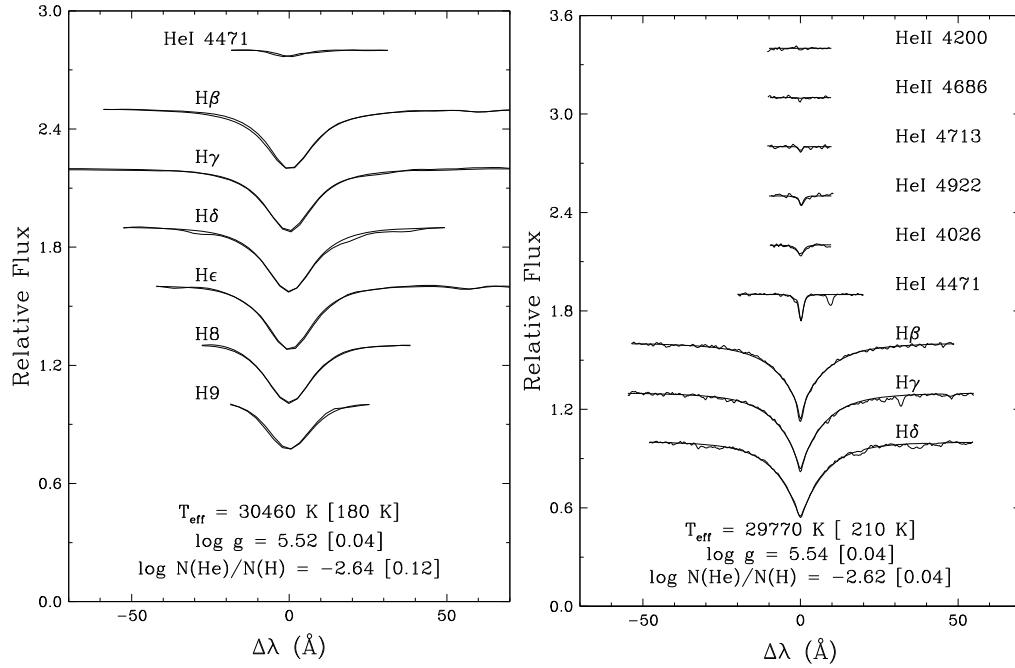 3.0
2.4
1.8
1.2
0.6
0.0
Relative Flux
HeI 4471
Hβ
Hγ
Hδ
Hϵ
H8
H9
T_eff = 30460 K [180 K]
log g = 5.52 [0.04]
log N(He)/N(H) = −2.64 [0.12]
−50
0
50
Δλ (Å)
3.6
3.0
2.4
1.8
1.2
0.6
0.0
Relative Flux
HeII 4200
HeII 4686
HeI 4713
HeI 4922
HeI 4026
HeI 4471
Hβ
Hγ
Hδ
T_eff = 29770 K [ 210 K]
log g = 5.54 [0.04]
log N(He)/N(H) = −2.62 [0.04]
−50
0
50
Δλ (Å)